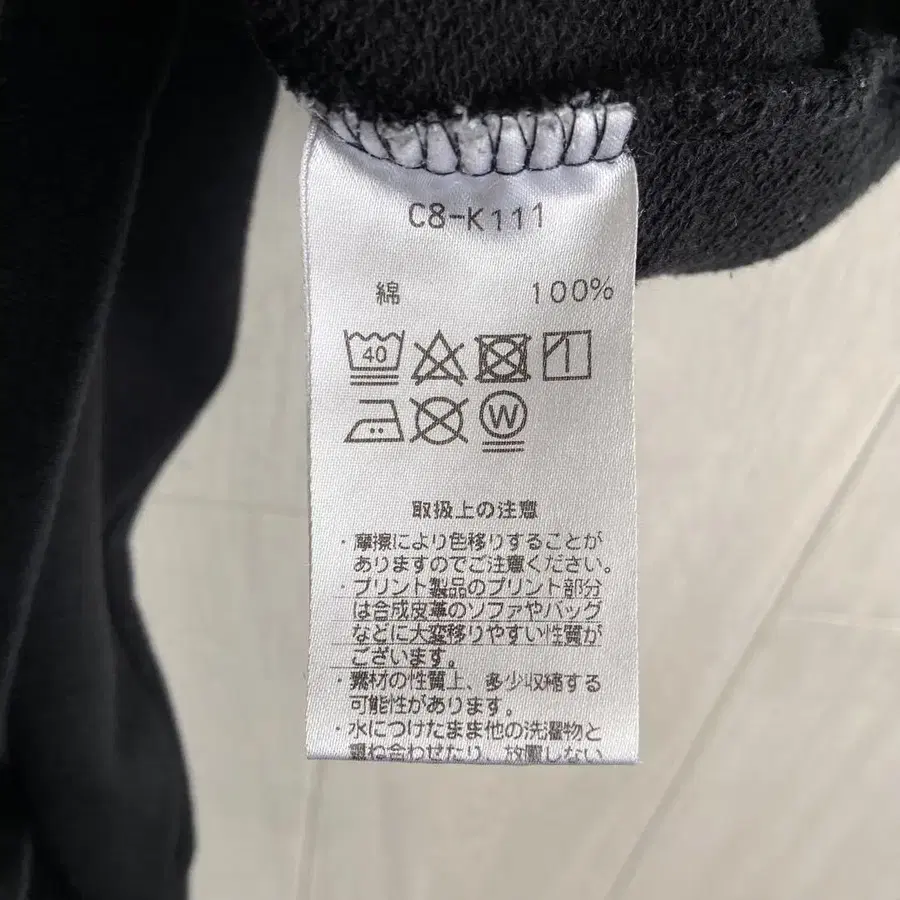 C8-K111
綿 100%
40
W
取扱上の注意
・摩擦により色移りすることが
ありますのでご注意ください。
・プリント製品のプリント部分
は合成皮革のソファやバッグ
などに大変移りやすい性質が
ございます。
・素材の性質上、多少収縮する
可能性があります。
・水につけたまま他の洗濯物と
重ね合わせたり、放置しない